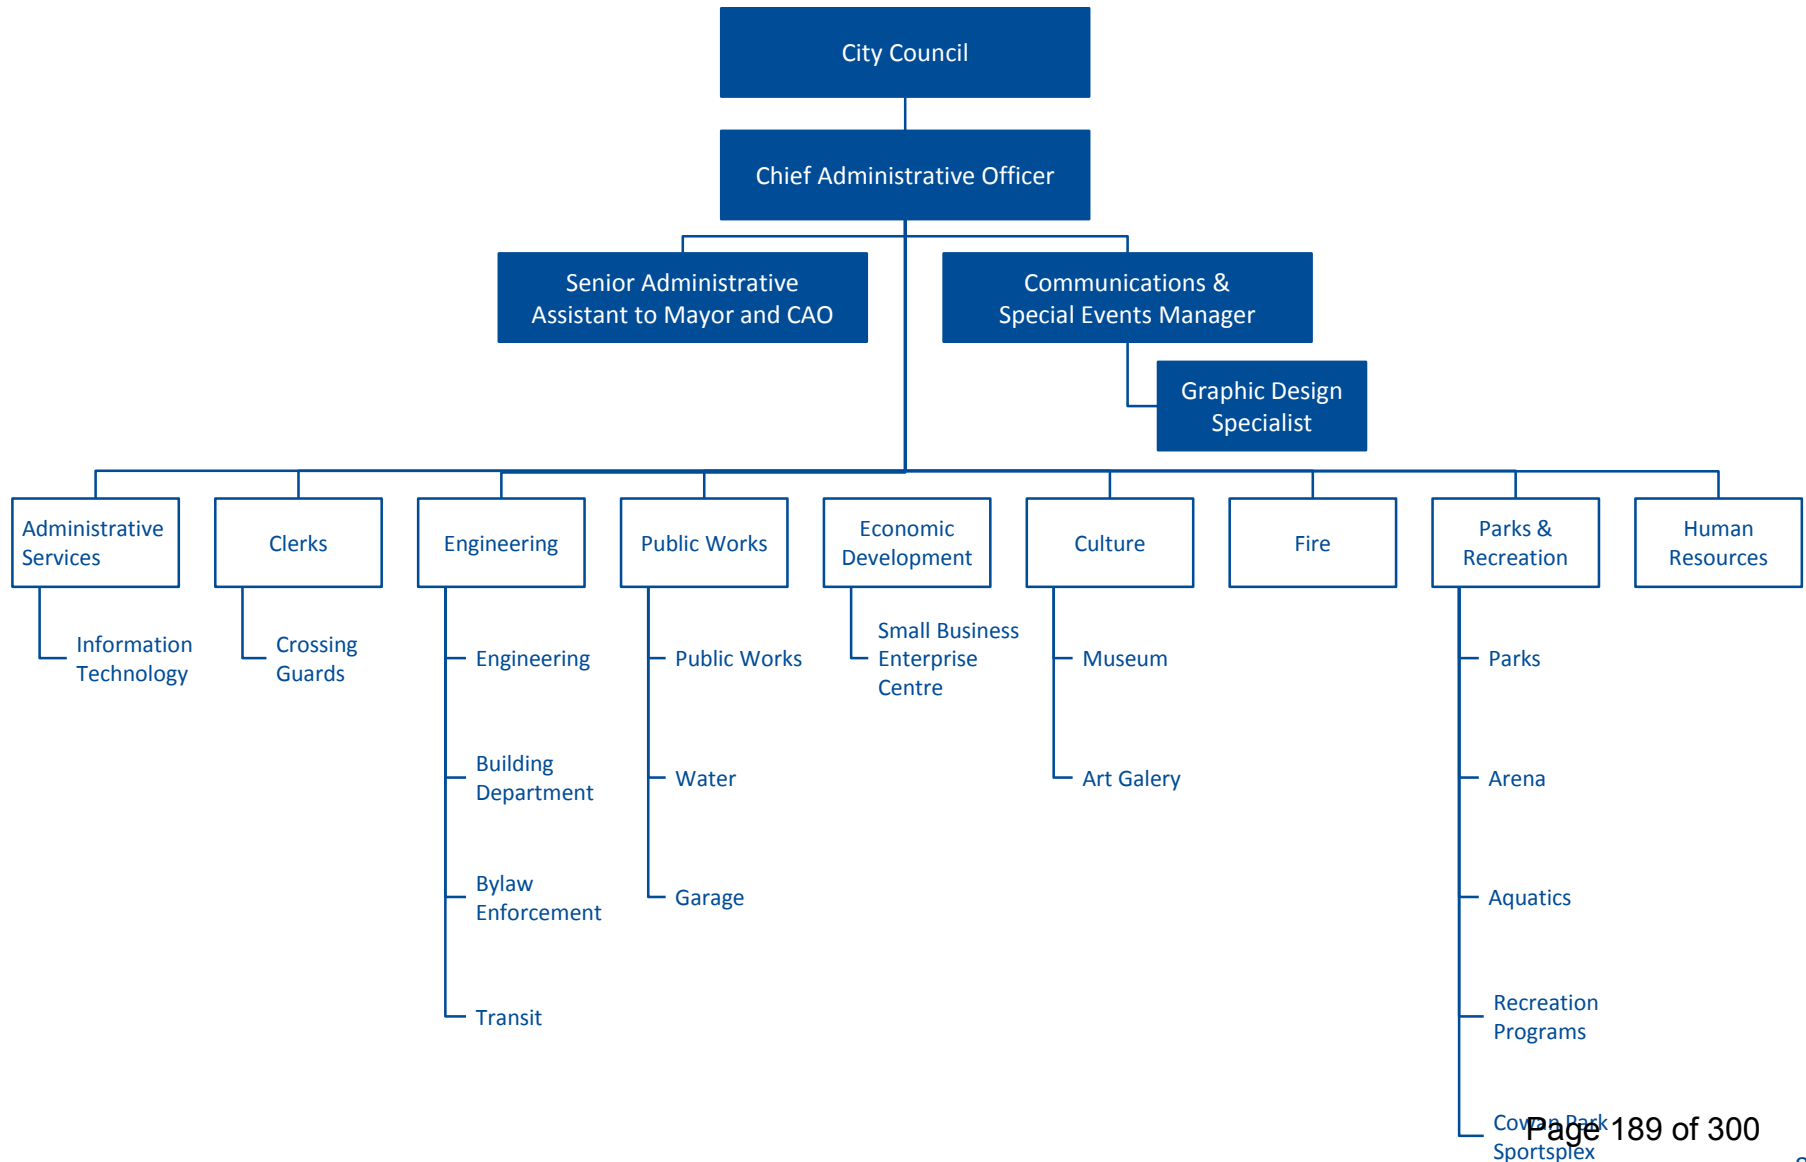 City Council
Chief Administrative Officer
Senior Administrative
Assistant to Mayor and CAO
Communications &
Special Events Manager
Graphic Design
Specialist
Administrative
Services
Clerks
Engineering
Public Works
Economic
Development
Culture
Fire
Parks &
Recreation
Human
Resources
Information
Technology
Crossing
Guards
Engineering
Building
Department
Bylaw
Enforcement
Transit
Public Works
Water
Garage
Small Business
Enterprise
Centre
Museum
Art Galery
Parks
Arena
Aquatics
Recreation
Programs
Cowan Park
Sportsplex
Page 189 of 300